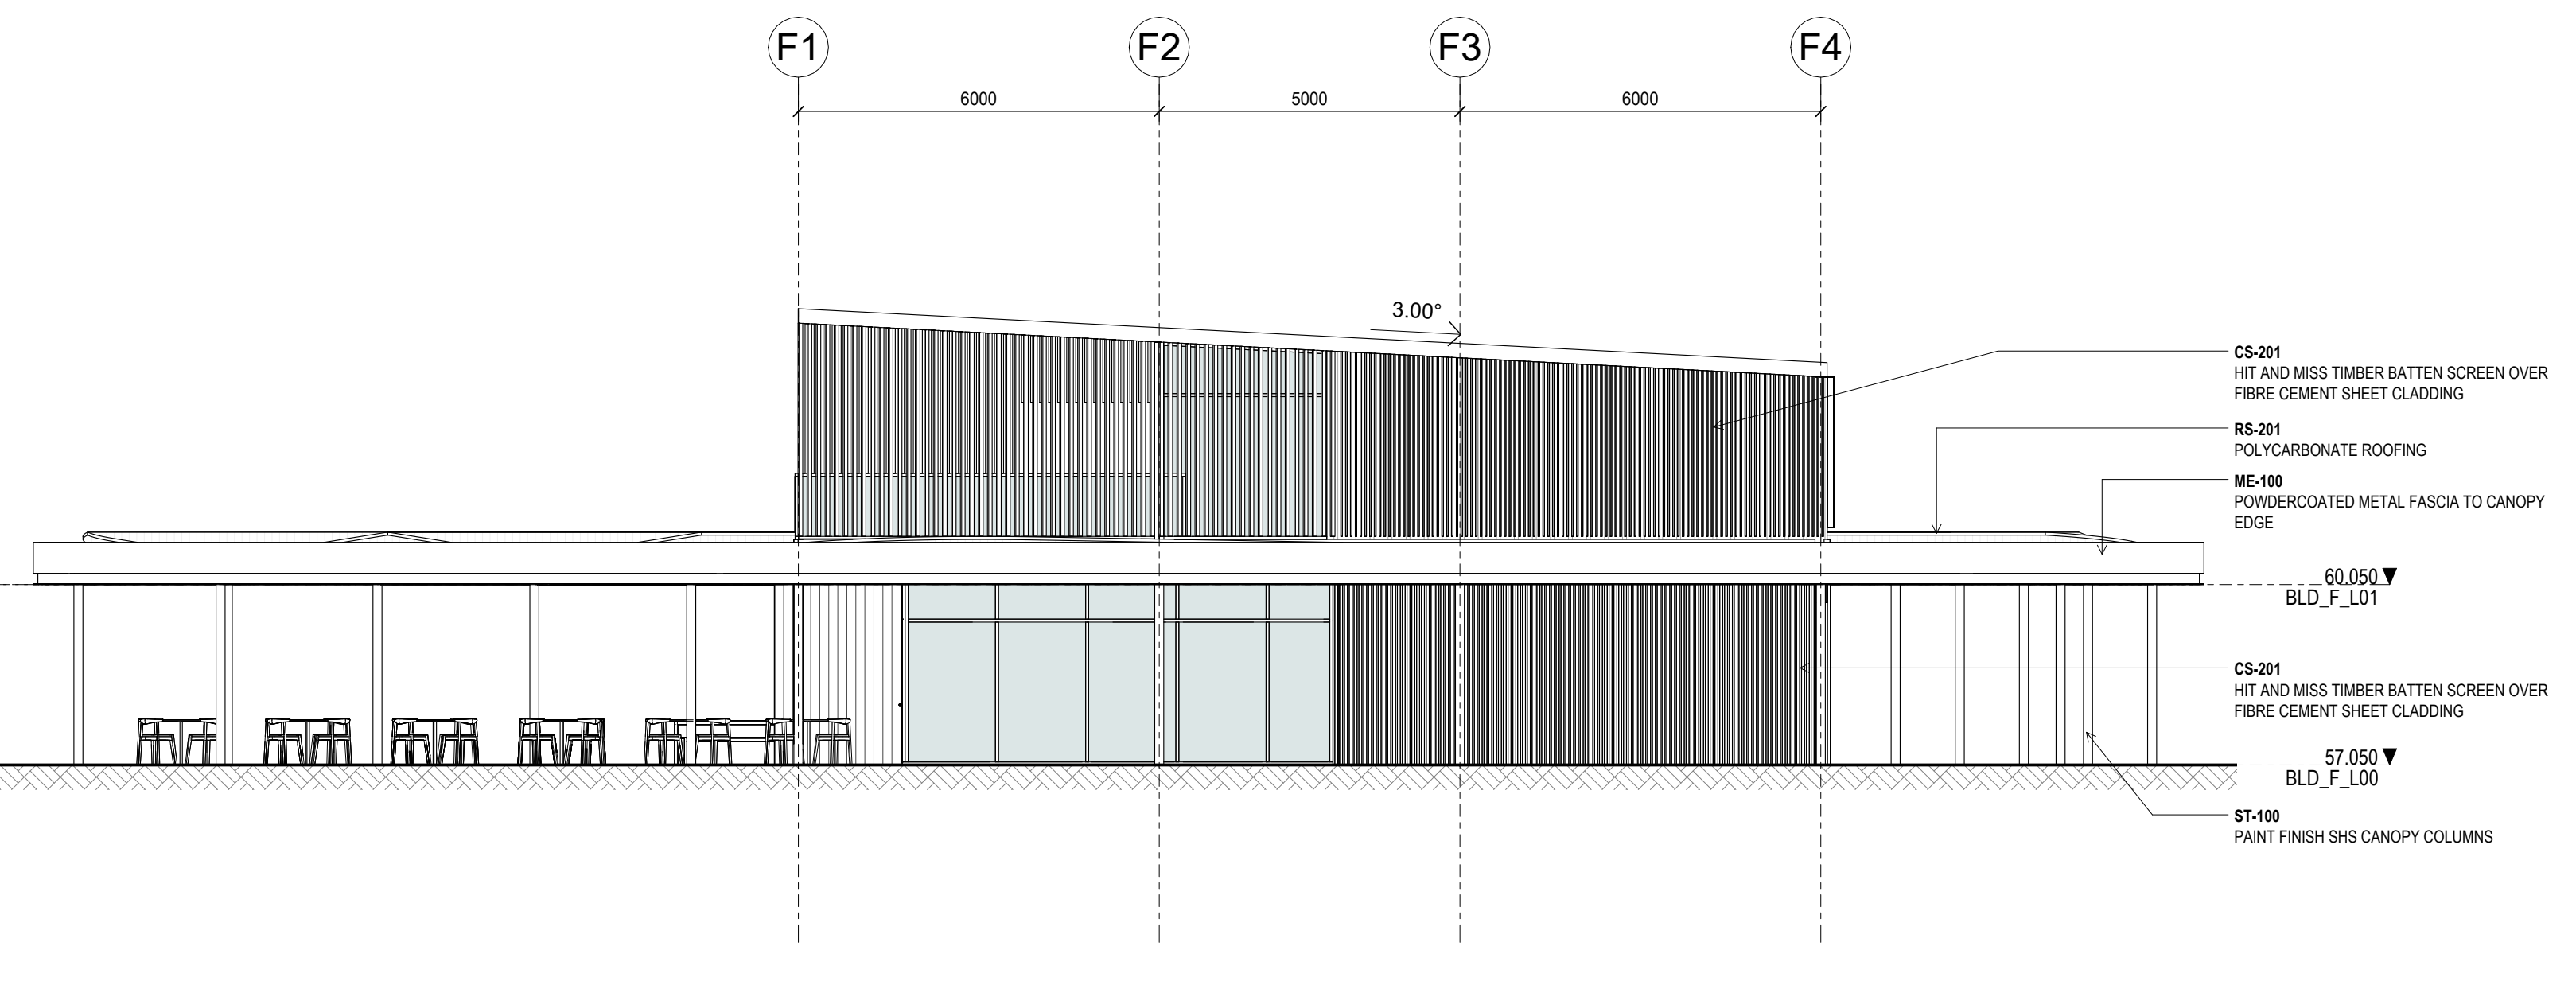 F1 F2 F3 F4
6000 5000 6000
3.00°
CS-201
HIT AND MISS TIMBER BATTEN SCREEN OVER
FIBRE CEMENT SHEET CLADDING
RS-201
POLYCARBONATE ROOFING
ME-100
POWDERCOATED METAL FASCIA TO CANOPY
EDGE
60.050
BLD_F_L01
CS-201
HIT AND MISS TIMBER BATTEN SCREEN OVER
FIBRE CEMENT SHEET CLADDING
57.050
BLD_F_L00
ST-100
PAINT FINISH SHS CANOPY COLUMNS